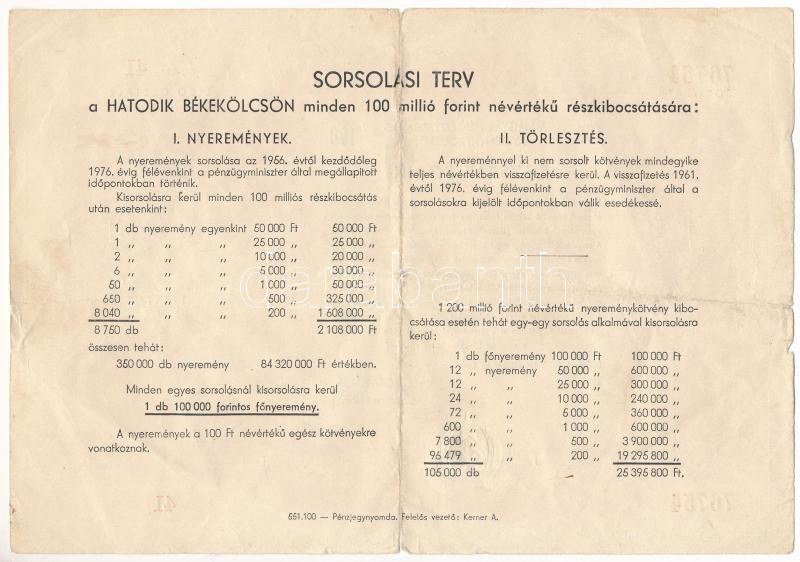 SORSOLÁSI TERV
a HATODIK BÉKEKÖLCSÖN minden 100 millió forint névértékű részkibocsátására:
I. NYEREMÉNYEK.
A nyeremények sorsolása az 1956. évtől kezdődőleg
1976. évig félévenkint a pénzügyminiszter által megállapított
időpontokban történik.
Kisorsolásra kerül minden 100 milliós részkibocsátás
után esetenkint:
1 db nyeremény egyenkint 50 000 Ft 50 000 Ft
1 „ „ „ 25 000 „ 25 000 „
2 „ „ „ 10 000 „ 20 000 „
6 „ „ „ 5 000 „ 30 000 „
50 „ „ „ 1 000 „ 50 000 „
650 „ „ „ 500 „ 325 000 „
8 040 „ „ „ 200 „ 1 608 000 „
8 750 db 2 108 000 Ft
összesen tehát:
350 000 db nyeremény 84 320 000 Ft értékben.
Minden egyes sorsolásnál kisorsolásra kerül
1 db 100 000 forintos főnyeremény.
A nyeremények a 100 Ft névértékű egész kötvényekre
vonatkoznak.
II. TÖRLESZTÉS.
A nyereménnyel ki nem sorsolt kötvények mindegyike
teljes névértékben visszafizetésre kerül. A visszafizetés 1961.
évtől 1976. évig félévenkint a pénzügyminiszter által a
sorsolásokra kijelölt időpontokban válik esedékessé.
1 200 millió forint névértékű nyereménykötvény kibo-
csátása esetén tehát egy-egy sorsolás alkalmával kisorsolásra
kerül:
1 db főnyeremény 100 000 Ft 100 000 Ft
12 „ nyeremény 50 000 „ 600 000 „
12 „ „ 25 000 „ 300 000 „
24 „ „ 10 000 „ 240 000 „
72 „ „ 5 000 „ 360 000 „
600 „ „ 1 000 „ 600 000 „
7 800 „ „ 500 „ 3 900 000 „
96 479 „ „ 200 „ 19 295 800 „
105 000 db 25 395 800 Ft.
551.100 — Pénzjegynyomda. Felelős vezető: Kerner A.
darabanth